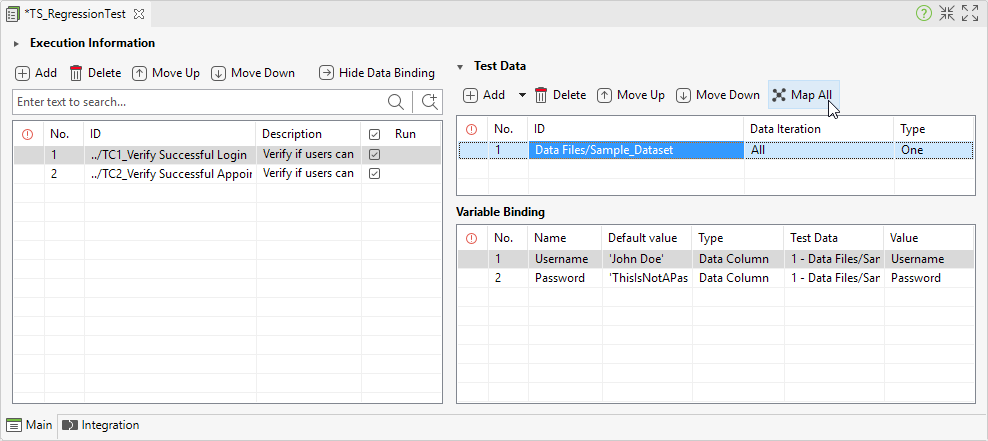 *TS_RegressionTest
Execution Information
Add Delete Move Up Move Down Hide Data Binding
Enter text to search...
No. ID Description Run
1 ../TC1_Verify Successful Login Verify if users can
2 ../TC2_Verify Successful Appoin Verify if users can
Test Data
Add Delete Move Up Move Down Map All
No. ID Data Iteration Type
1 Data Files/Sample_Dataset All One
Variable Binding
No. Name Default value Type Test Data Value
1 Username 'John Doe' Data Column 1 - Data Files/Sam Username
2 Password 'ThisIsNotAPas Data Column 1 - Data Files/Sam Password
Main Integration